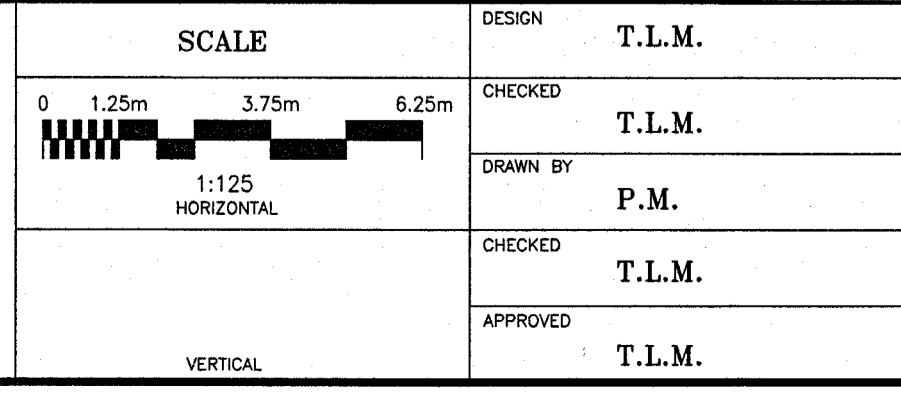 SCALE
0 1.25m 3.75m 6.25m
1:125
HORIZONTAL
VERTICAL
DESIGN
T.L.M.
CHECKED
T.L.M.
DRAWN BY
P.M.
CHECKED
T.L.M.
APPROVED
T.L.M.